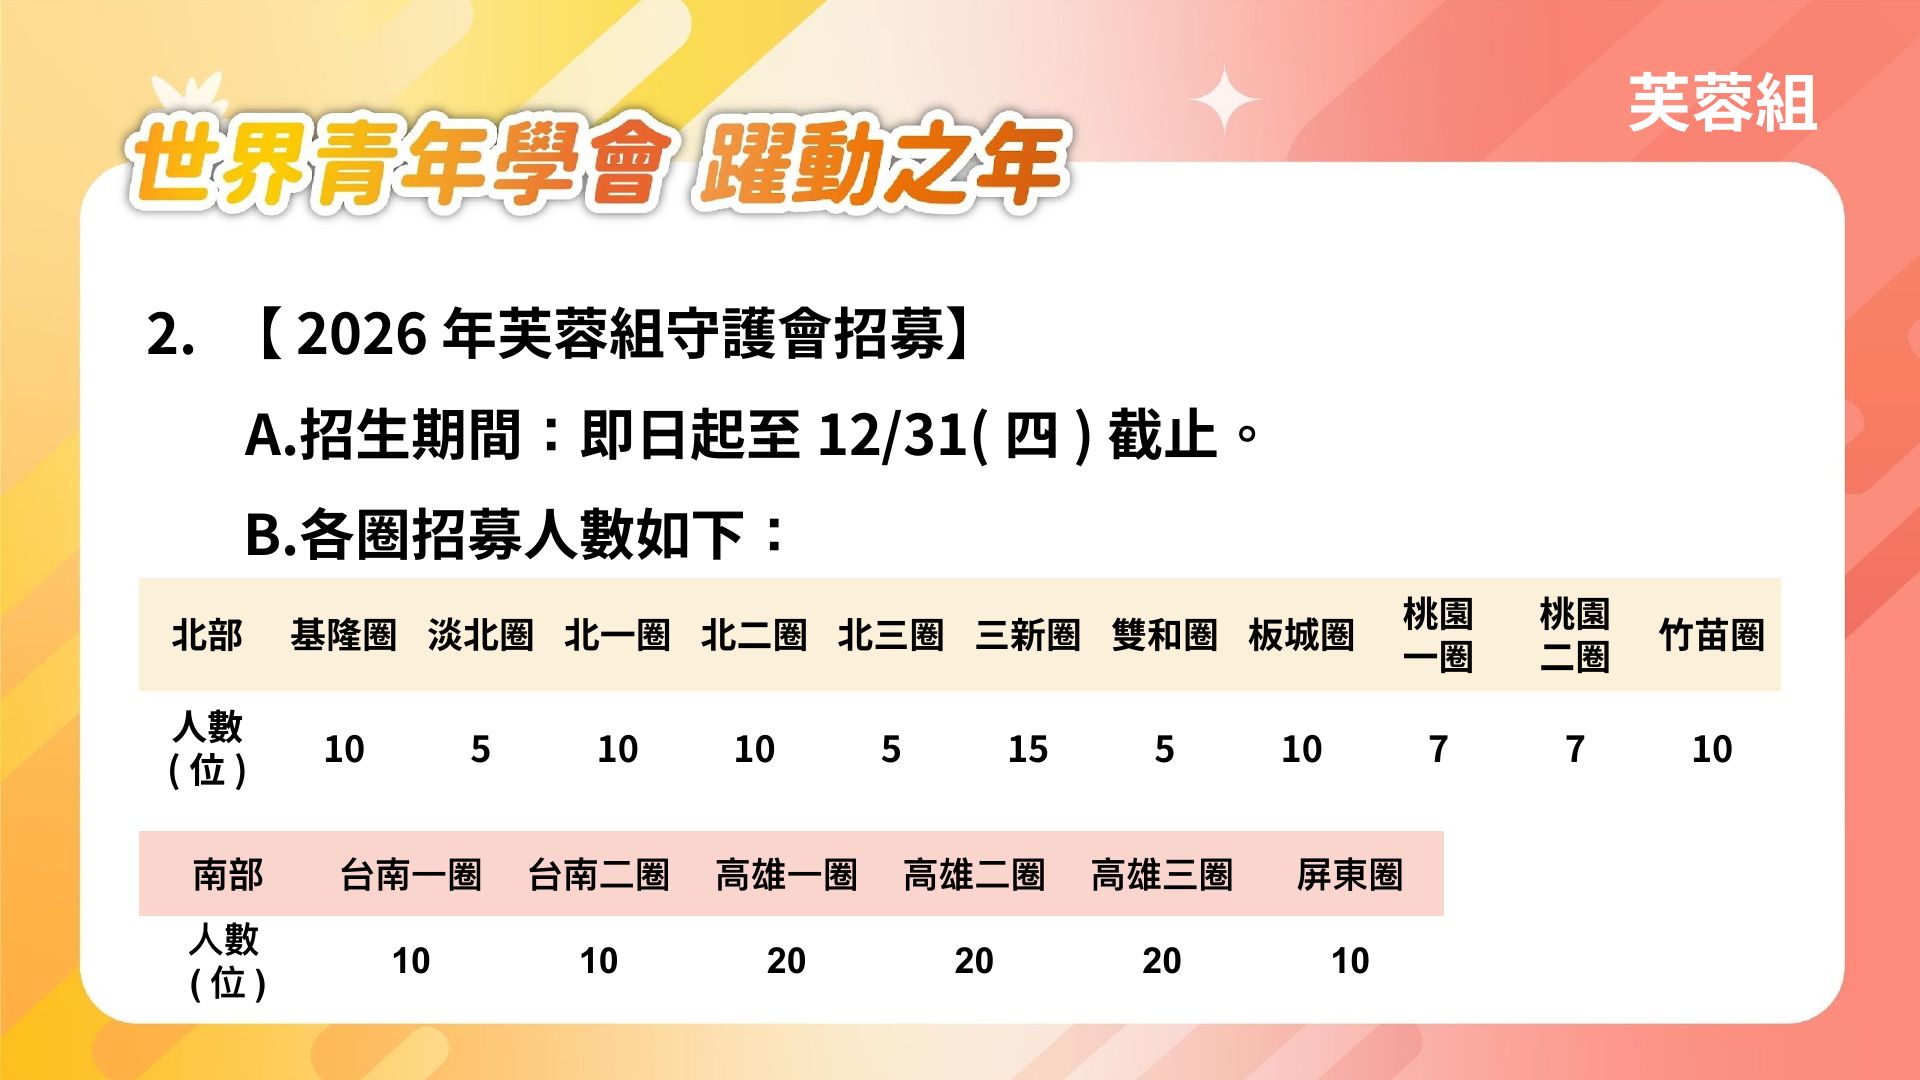 芙蓉組
世界青年學會 躍動之年
2. 【 2026 年芙蓉組守護會招募】
A.招生期間：即日起至 12/31( 四 ) 截止。
B.各圈招募人數如下：
北部 基隆圈 淡北圈 北一圈 北二圈 北三圈 三新圈 雙和圈 板城圈 桃園一圈 桃園二圈 竹苗圈
人數( 位 ) 10 5 10 10 5 15 5 10 7 7 10
南部 台南一圈 台南二圈 高雄一圈 高雄二圈 高雄三圈 屏東圈
人數( 位 ) 10 10 20 20 20 10